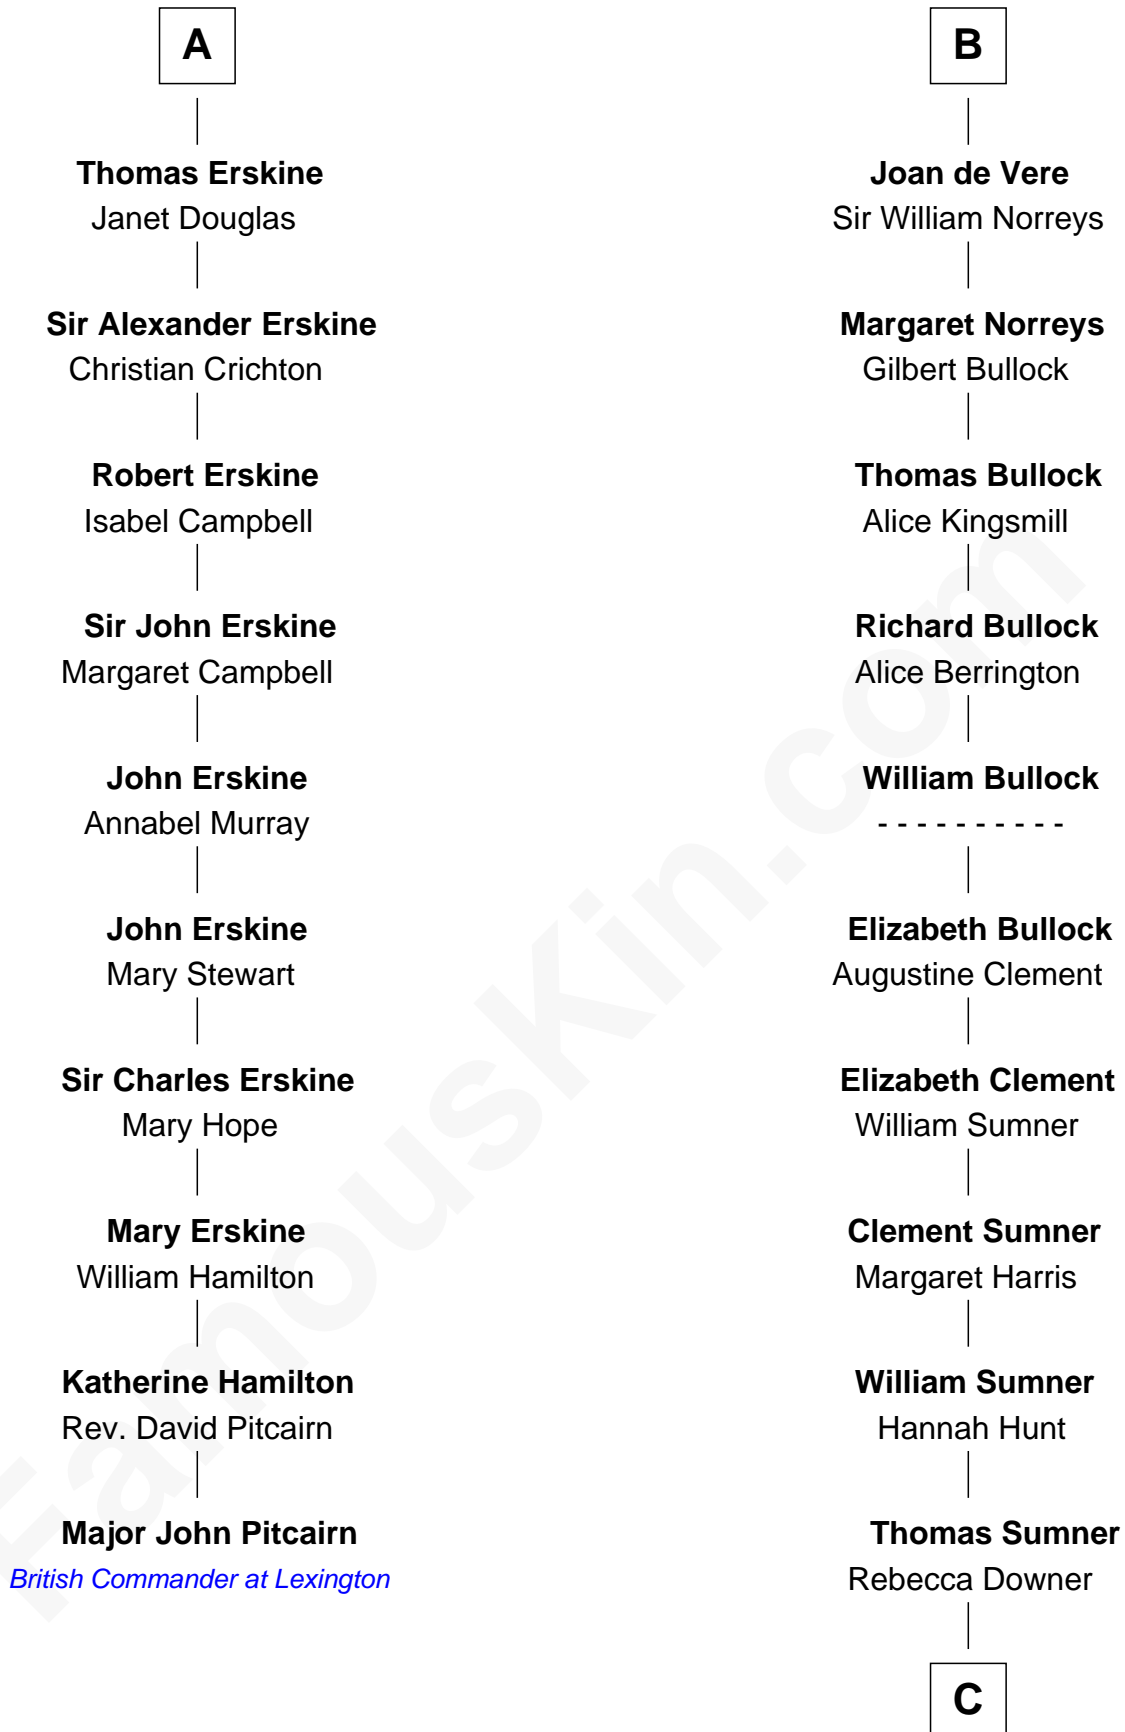 A
Thomas Erskine
Janet Douglas
Sir Alexander Erskine
Christian Crichton
Robert Erskine
Isabel Campbell
Sir John Erskine
Margaret Campbell
John Erskine
Annabel Murray
John Erskine
Mary Stewart
Sir Charles Erskine
Mary Hope
Mary Erskine
William Hamilton
Katherine Hamilton
Rev. David Pitcairn
Major John Pitcairn
British Commander at Lexington
B
Joan de Vere
Sir William Norreys
Margaret Norreys
Gilbert Bullock
Thomas Bullock
Alice Kingsmill
Richard Bullock
Alice Berrington
William Bullock
- - - - - - - - - -
Elizabeth Bullock
Augustine Clement
Elizabeth Clement
William Sumner
Clement Sumner
Margaret Harris
William Sumner
Hannah Hunt
Thomas Sumner
Rebecca Downer
C
FamousKin.com